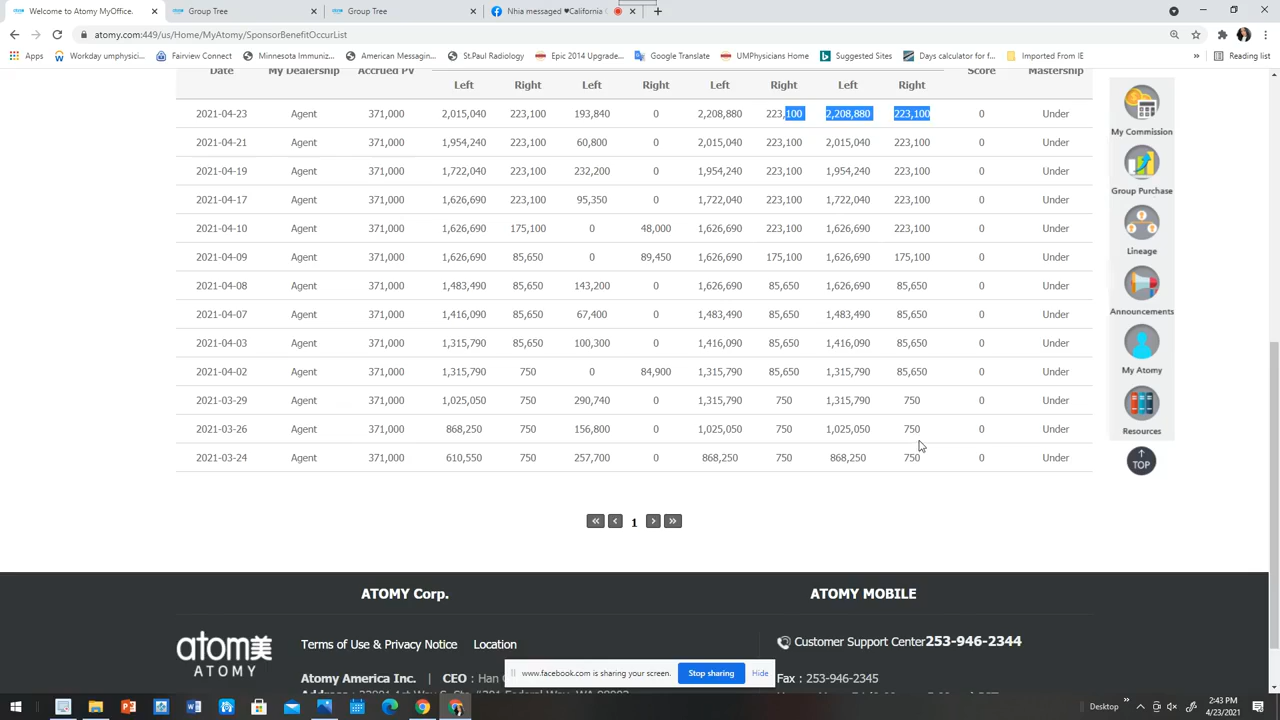 Welcome to Atomy MyOffice.
Group Tree
Group Tree
Nhia messaged ♥California
atomy.com:449/us/Home/MyAtomy/SponsorBenefitOccurList
Apps
Workday umphysici...
Fairview Connect
Minnesota Immuniz...
American Messagin...
St.Paul Radiology
Epic 2014 Upgrade...
Google Translate
UMPhysicians Home
Suggested Sites
Days calculator for f...
Imported From IE
»
Reading list
Date My Dealership Accrued PV Score Mastership
Left Right Left Right Left Right Left Right
2021-04-23 Agent 371,000 2,015,040 223,100 193,840 0 2,208,880 223,100 2,208,880 223,100 0 Under
2021-04-21 Agent 371,000 1,954,240 223,100 60,800 0 2,015,040 223,100 2,015,040 223,100 0 Under
2021-04-19 Agent 371,000 1,722,040 223,100 232,200 0 1,954,240 223,100 1,954,240 223,100 0 Under
2021-04-17 Agent 371,000 1,626,690 223,100 95,350 0 1,722,040 223,100 1,722,040 223,100 0 Under
2021-04-10 Agent 371,000 1,626,690 175,100 0 48,000 1,626,690 223,100 1,626,690 223,100 0 Under
2021-04-09 Agent 371,000 1,626,690 85,650 0 89,450 1,626,690 175,100 1,626,690 175,100 0 Under
2021-04-08 Agent 371,000 1,483,490 85,650 143,200 0 1,626,690 85,650 1,626,690 85,650 0 Under
2021-04-07 Agent 371,000 1,416,090 85,650 67,400 0 1,483,490 85,650 1,483,490 85,650 0 Under
2021-04-03 Agent 371,000 1,315,790 85,650 100,300 0 1,416,090 85,650 1,416,090 85,650 0 Under
2021-04-02 Agent 371,000 1,315,790 750 0 84,900 1,315,790 85,650 1,315,790 85,650 0 Under
2021-03-29 Agent 371,000 1,025,050 750 290,740 0 1,315,790 750 1,315,790 750 0 Under
2021-03-26 Agent 371,000 868,250 750 156,800 0 1,025,050 750 1,025,050 750 0 Under
2021-03-24 Agent 371,000 610,550 750 257,700 0 868,250 750 868,250 750 0 Under
My Commission
Group Purchase
Lineage
Announcements
My Atomy
Resources
TOP
« ‹ 1 › »
ATOMY Corp.
ATOMY MOBILE
atom美
ATOMY
Terms of Use & Privacy Notice Location
Customer Support Center253-946-2344
www.facebook.com is sharing your screen. Stop sharing Hide
Atomy America Inc. | CEO : Han
Fax : 253-946-2345
Desktop
2:43 PM
4/23/2021